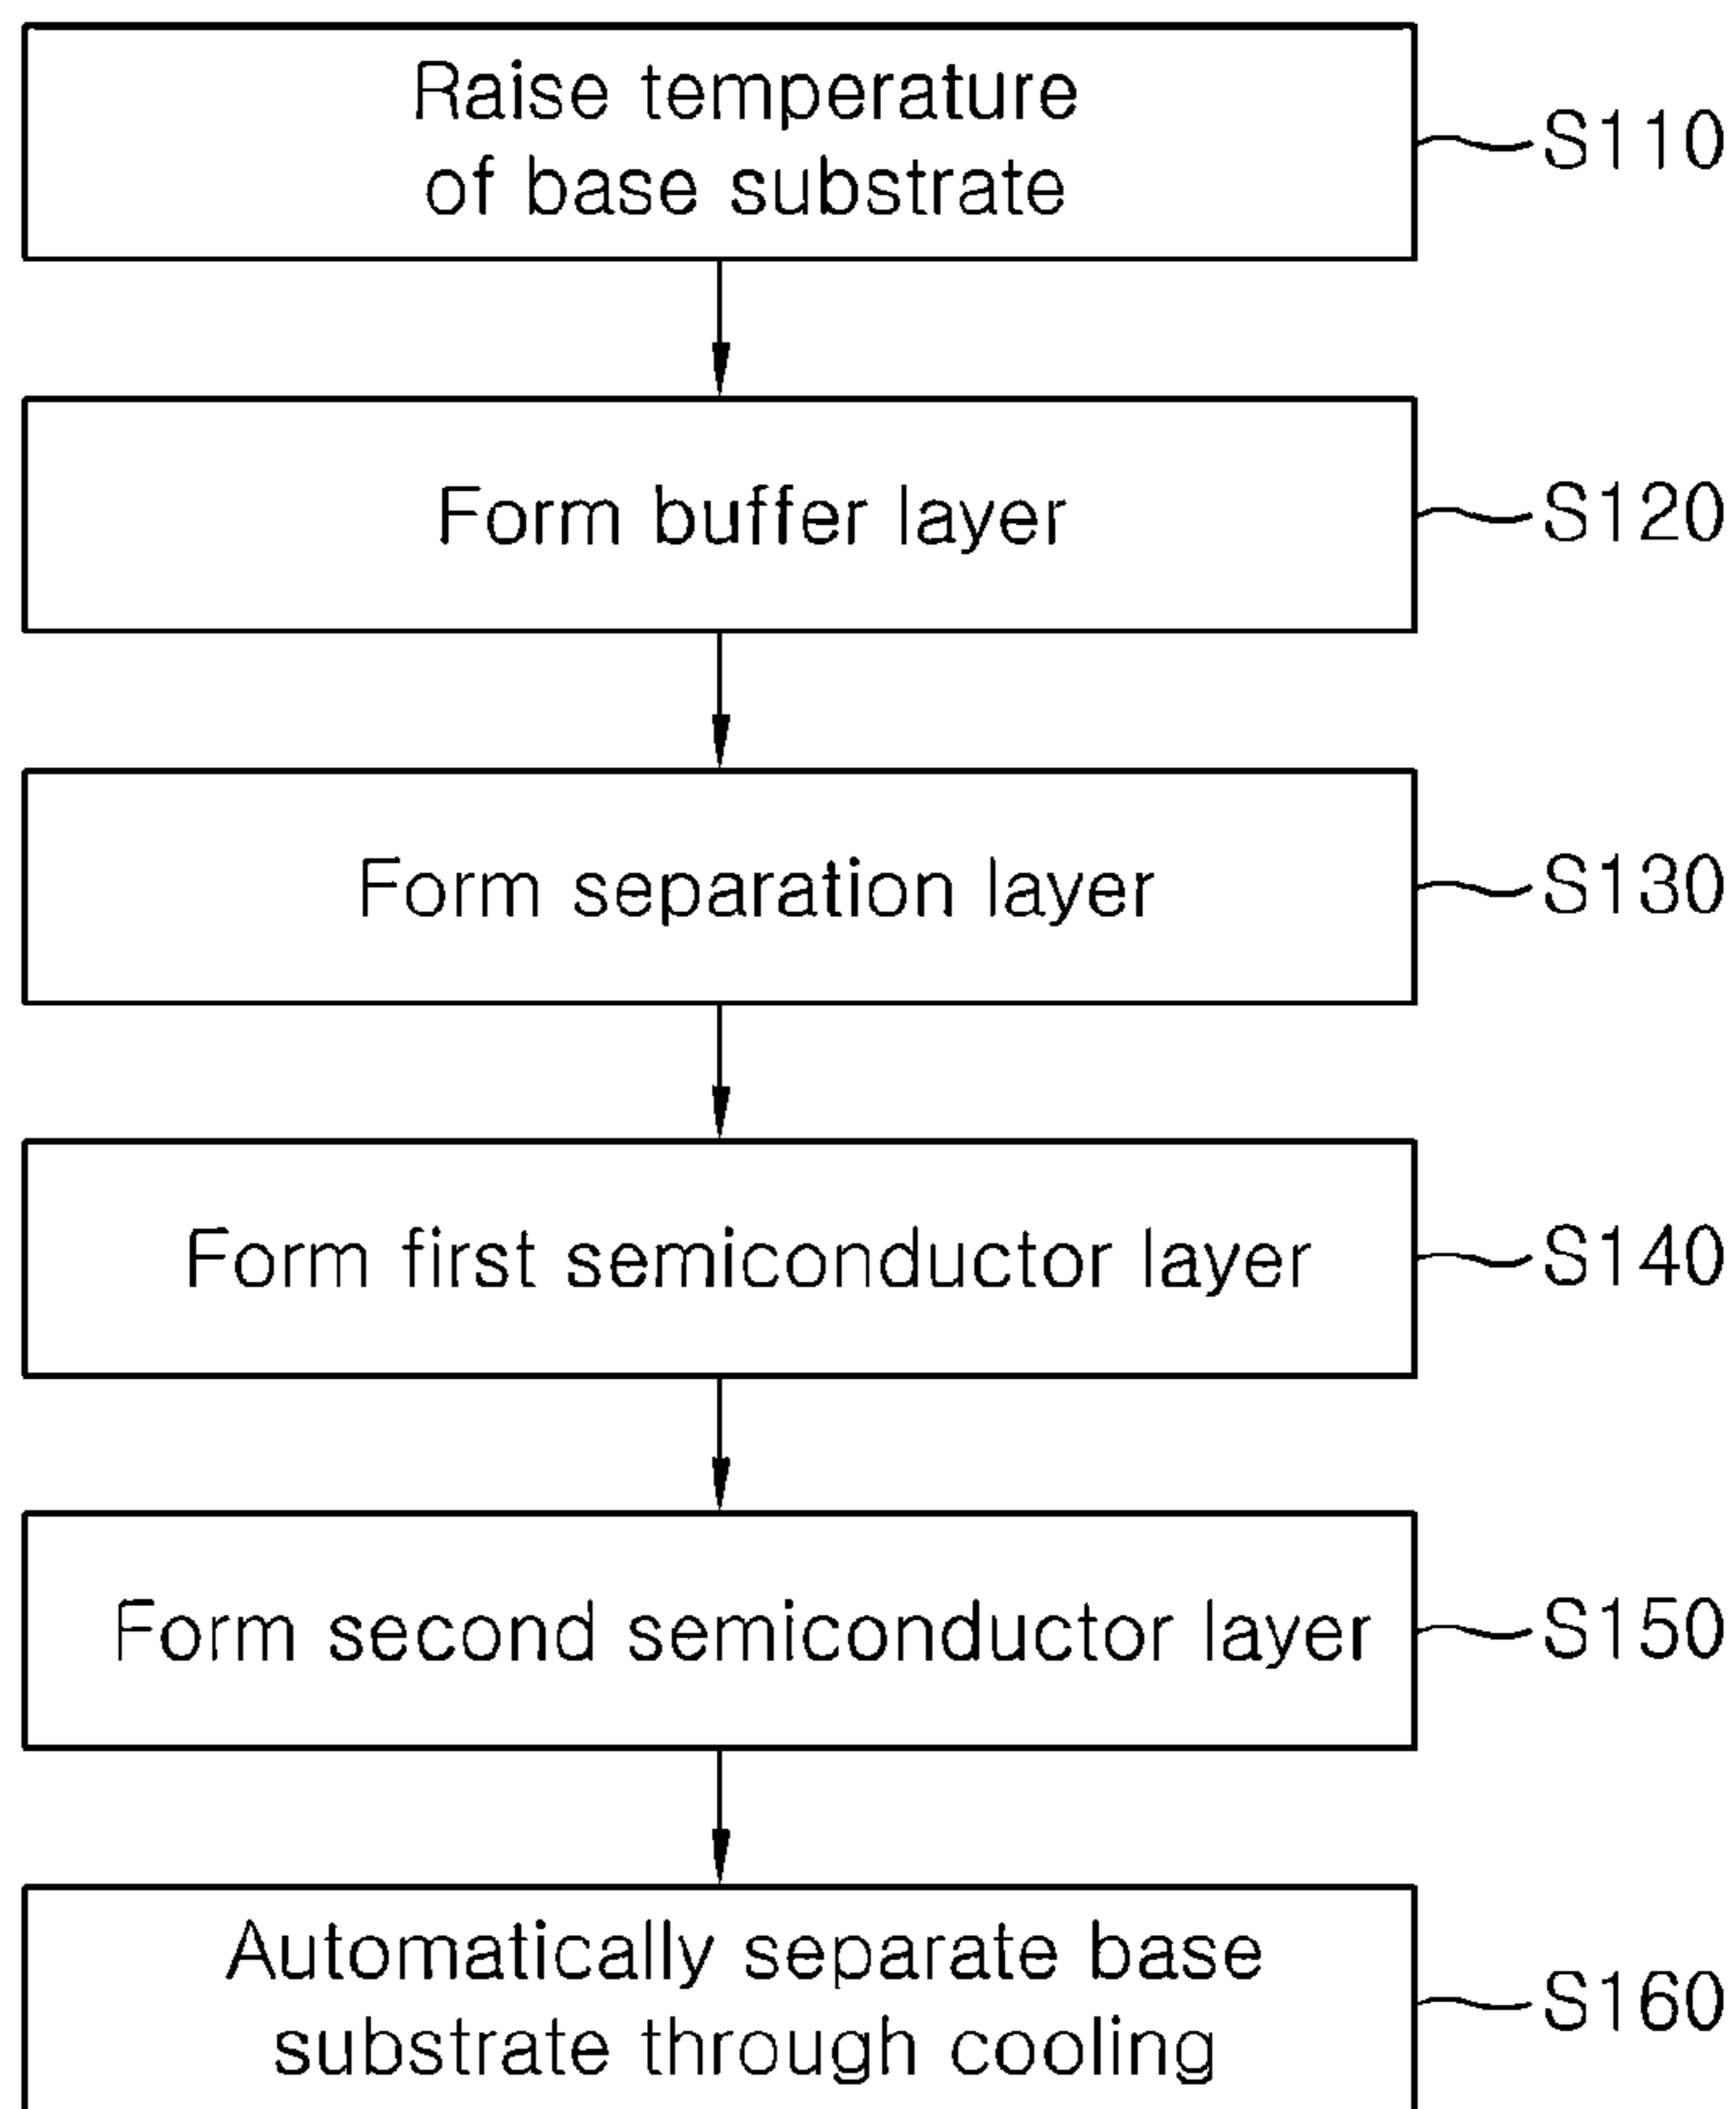 Raise temperature
of base substrate
S110
Form buffer layer
S120
Form separation layer
S130
Form first semiconductor layer
S140
Form second semiconductor layer
S150
Automatically separate base
substrate through cooling
S160